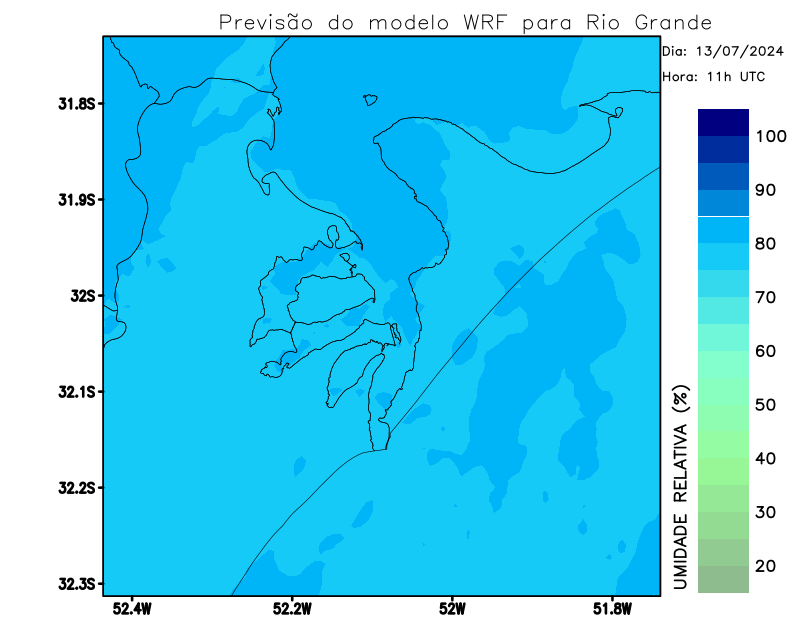 Previsão do modelo WRF para Rio Grande
Dia: 13/07/2024
Hora: 11h UTC
31.8S
31.9S
32S
32.1S
32.2S
32.3S
52.4W
52.2W
52W
51.8W
100
90
80
70
60
50
40
30
20
UMIDADE RELATIVA (%)